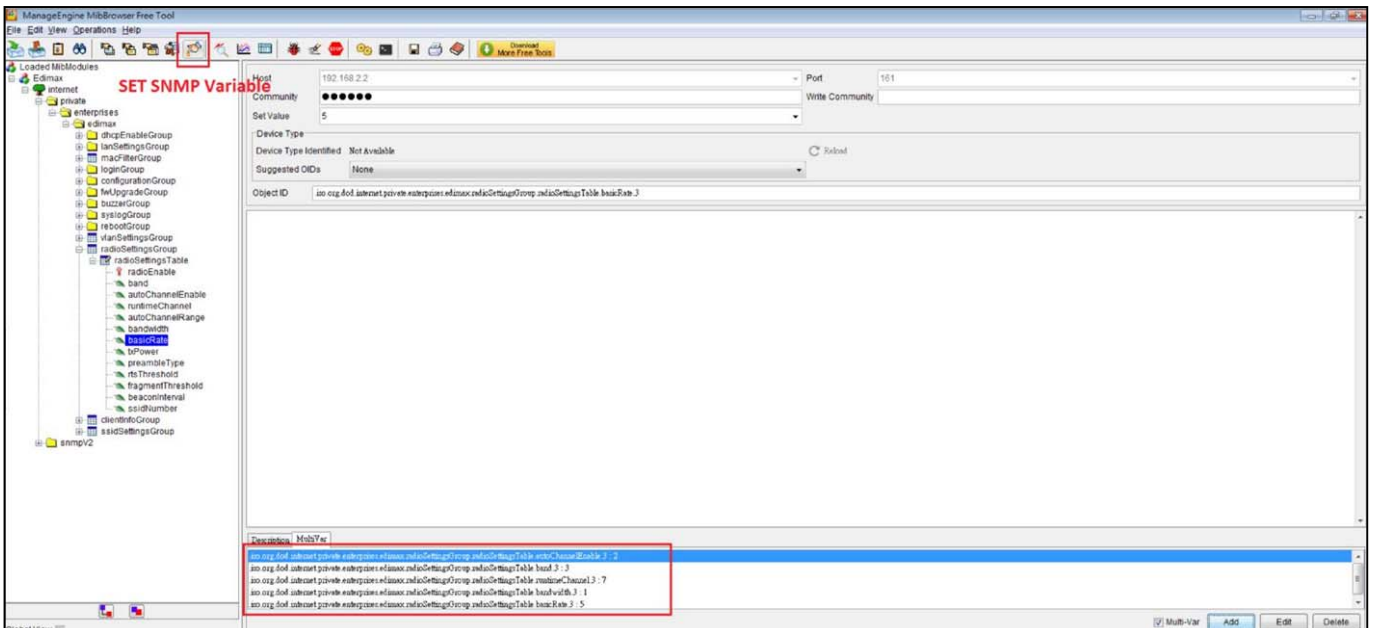 ManageEngine MibBrowser Free Tool
File Edit View Operations Help
Download
More Free Tools
SET SNMP Variable
Loaded MibModules
Edimax
internet
private
enterprises
edimax
dhcpEnableGroup
lanSettingsGroup
macFilterGroup
loginGroup
configurationGroup
fwUpgradeGroup
buzzerGroup
syslogGroup
rebootGroup
vlanSettingsGroup
radioSettingsGroup
radioSettingsTable
radioEnable
band
autoChannelEnable
runtimeChannel
autoChannelRange
bandwidth
basicRate
txPower
preambleType
rtsThreshold
fragmentThreshold
beaconInterval
ssidNumber
clientInfoGroup
ssidSettingsGroup
snmpV2
Host 192.168.2.2 Port 161
Community ●●●●●● Write Community
Set Value 5
Device Type
Device Type Identified Not Available Reload
Suggested OIDs None
Object ID .iso.org.dod.internet.private.enterprises.edimax.radioSettingsGroup.radioSettingsTable.basicRate.3
Description MultiVar
.iso.org.dod.internet.private.enterprises.edimax.radioSettingsGroup.radioSettingsTable.autoChannelEnable.3 : 2
.iso.org.dod.internet.private.enterprises.edimax.radioSettingsGroup.radioSettingsTable.band.3 : 3
.iso.org.dod.internet.private.enterprises.edimax.radioSettingsGroup.radioSettingsTable.runtimeChannel.3 : 7
.iso.org.dod.internet.private.enterprises.edimax.radioSettingsGroup.radioSettingsTable.bandwidth.3 : 1
.iso.org.dod.internet.private.enterprises.edimax.radioSettingsGroup.radioSettingsTable.basicRate.3 : 5
Multi-Var Add Edit Delete